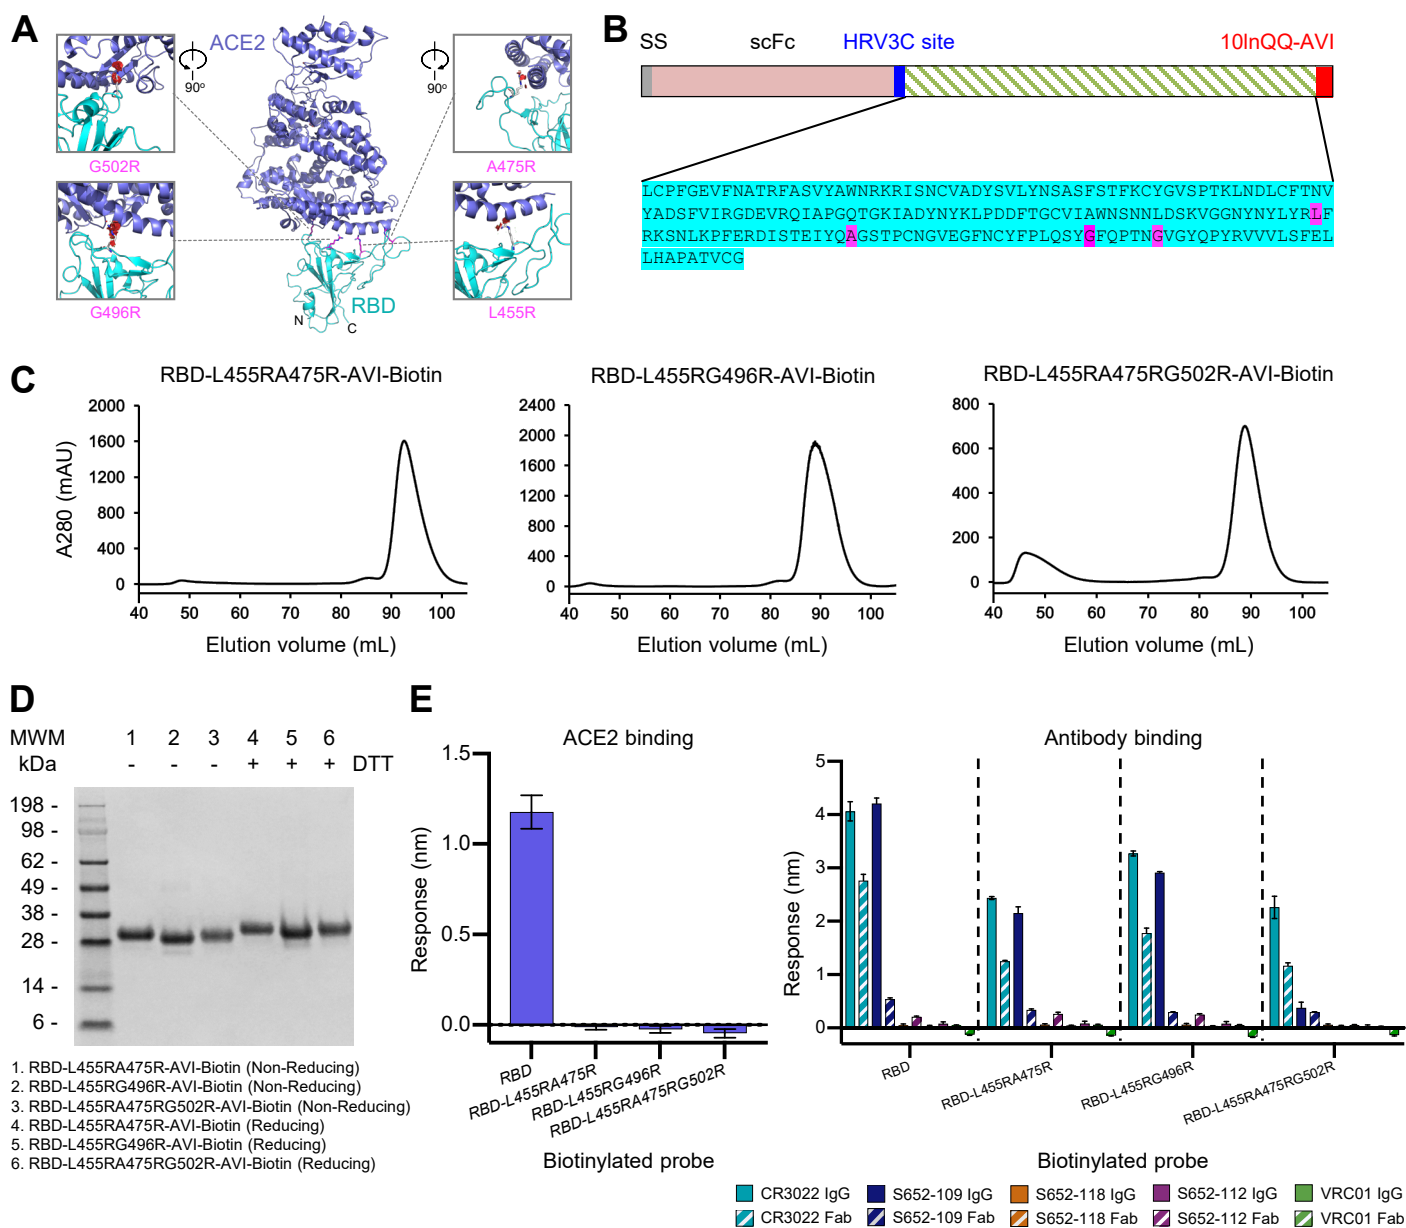 A
ACE2
90o
90o
G502R
A475R
G496R
L455R
RBD
N
C
B
SS
scFc
HRV3C site
10lnQQ-AVI
LCPFGEVFNATRFASVYAWNRKRISNCVADYSVLYNSASFSTFKCYGVSPTKLNDLCFTNV
YADSFVIRGDEVRQIAPGQTGKIADYNYKLPDDFTGCVIAWNSNNLDSKVGGNYNYLYRLF
RKSNLKPFERDISTEIYQAGSTPCNGVEGFNCYFPLQSYGFQPTNGVGYQPYRVVVLSFEL
LHAPATVCG
C
RBD-L455RA475R-AVI-Biotin
RBD-L455RG496R-AVI-Biotin
RBD-L455RA475RG502R-AVI-Biotin
A280 (mAU)
2000
1600
1200
800
400
0
40 50 60 70 80 90 100
Elution volume (mL)
2400
2000
1600
1200
800
400
0
40 50 60 70 80 90 100
Elution volume (mL)
800
600
400
200
0
40 50 60 70 80 90 100
Elution volume (mL)
D
MWM 1 2 3 4 5 6
kDa - - - + + + DTT
198 -
98 -
62 -
49 -
38 -
28 -
14 -
6 -
1. RBD-L455RA475R-AVI-Biotin (Non-Reducing)
2. RBD-L455RG496R-AVI-Biotin (Non-Reducing)
3. RBD-L455RA475RG502R-AVI-Biotin (Non-Reducing)
4. RBD-L455RA475R-AVI-Biotin (Reducing)
5. RBD-L455RG496R-AVI-Biotin (Reducing)
6. RBD-L455RA475RG502R-AVI-Biotin (Reducing)
E
ACE2 binding
Response (nm)
1.5
1.0
0.5
0.0
RBD
RBD-L455RA475R
RBD-L455RG496R
RBD-L455RA475RG502R
Biotinylated probe
Antibody binding
Response (nm)
5
4
3
2
1
0
RBD
RBD-L455RA475R
RBD-L455RG496R
RBD-L455RA475RG502R
Biotinylated probe
CR3022 IgG S652-109 IgG S652-118 IgG S652-112 IgG VRC01 IgG
CR3022 Fab S652-109 Fab S652-118 Fab S652-112 Fab VRC01 Fab